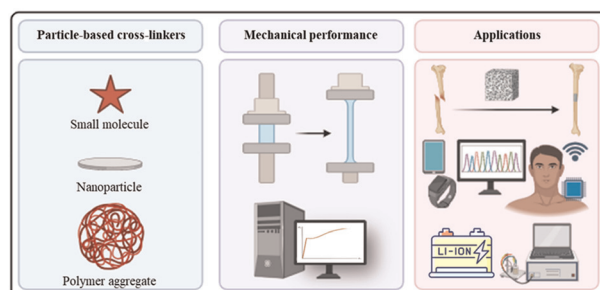 Particle-based cross-linkers
Mechanical performance
Applications
Small molecule
Nanoparticle
Polymer aggregate
LI-ION